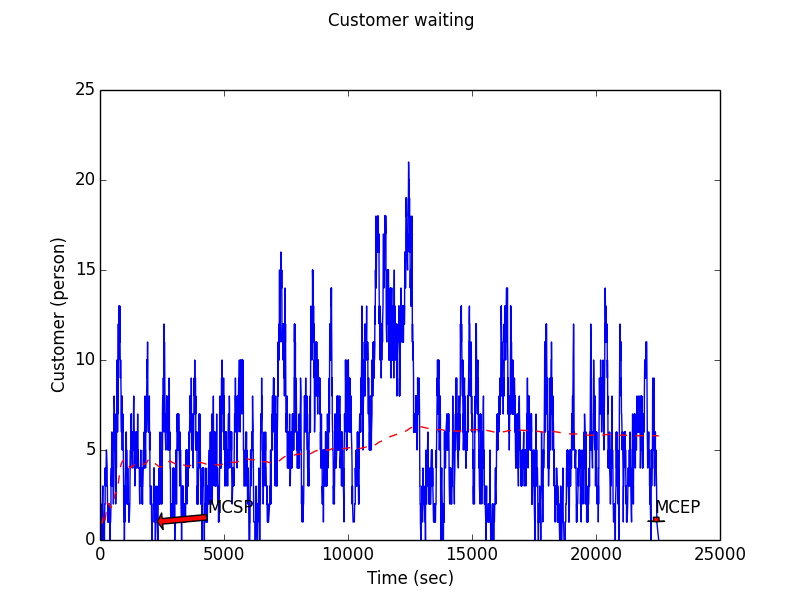 Customer waiting
25
20
15
10
5
0
Customer (person)
MCSP
MCEP
0 5000 10000 15000 20000 25000
Time (sec)